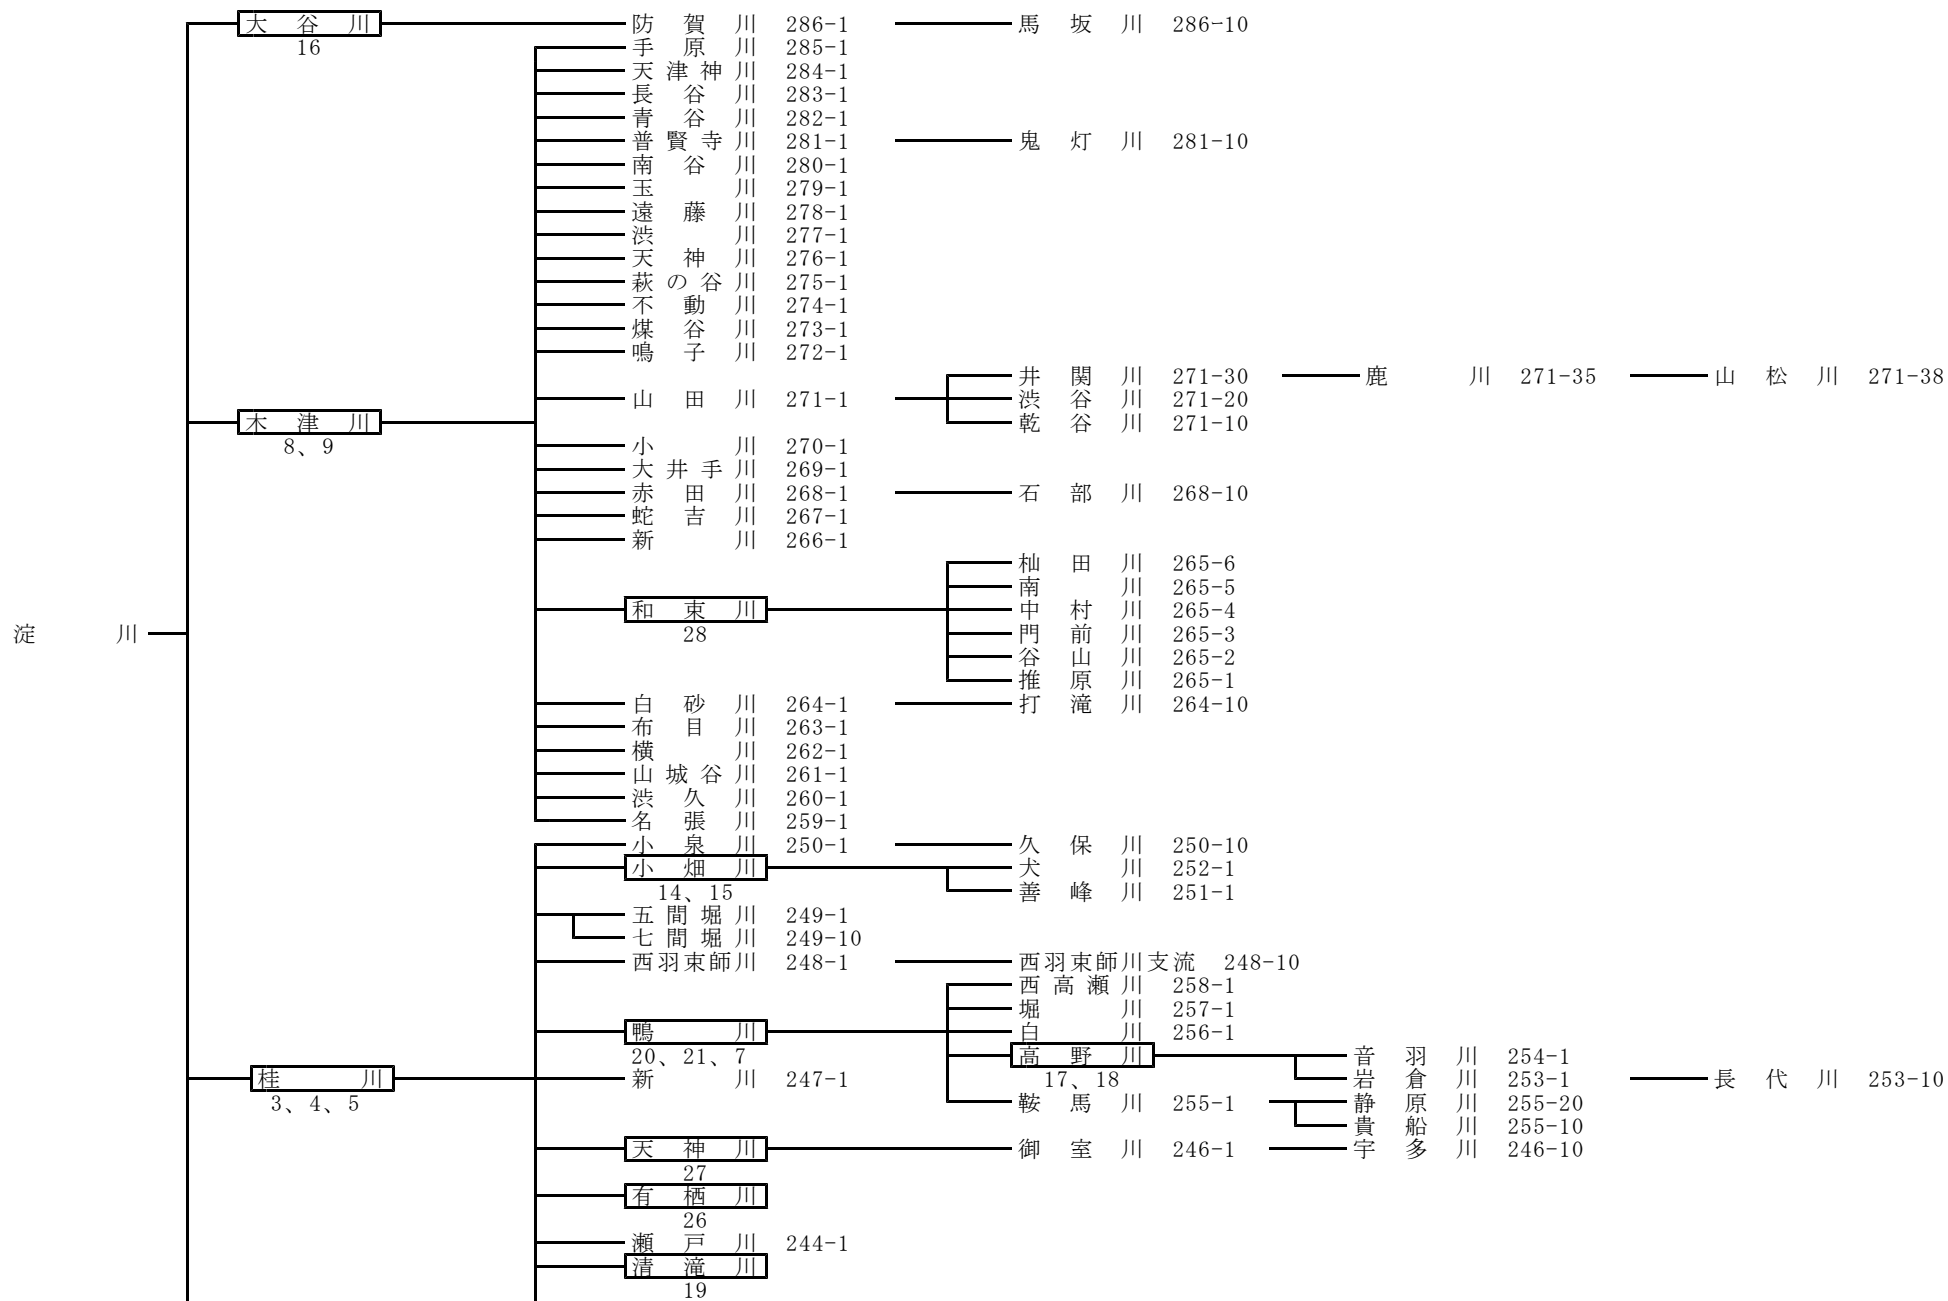 大谷川 防賀川 286-1 馬坂川 286-10
16 手原川 285-1
天津神川 284-1
長谷川 283-1
青谷川 282-1
普賢寺川 281-1 鬼灯川 281-10
南谷川 280-1
玉川 279-1
遠藤川 278-1
渋川 277-1
天神川 276-1
萩の谷川 275-1
不動川 274-1
煤谷川 273-1
鳴子川 272-1
井関川 271-30 鹿川 271-35 山松川 271-38
山田川 271-1 渋谷川 271-20
木津川 乾谷川 271-10
8、9 小川 270-1
大井手川 269-1
赤田川 268-1 石部川 268-10
蛇吉川 267-1
新川 266-1
杣田川 265-6
南川 265-5
和束川 中村川 265-4
淀川 28 門前川 265-3
谷山川 265-2
推原川 265-1
白砂川 264-1 打滝川 264-10
布目川 263-1
横川 262-1
山城谷川 261-1
渋久川 260-1
名張川 259-1
小泉川 250-1 久保川 250-10
小畑川 犬川 252-1
14、15 善峰川 251-1
五間堀川 249-1
七間堀川 249-10
西羽束師川 248-1 西羽束師川支流 248-10
西高瀬川 258-1
堀川 257-1
鴨川 白川 256-1
20、21、7 高野川 音羽川 254-1
桂川 新川 247-1 17、18 岩倉川 253-1 長代川 253-10
3、4、5 鞍馬川 255-1 静原川 255-20
貴船川 255-10
天神川 御室川 246-1 宇多川 246-10
27
有栖川
26
瀬戸川 244-1
清滝川
19